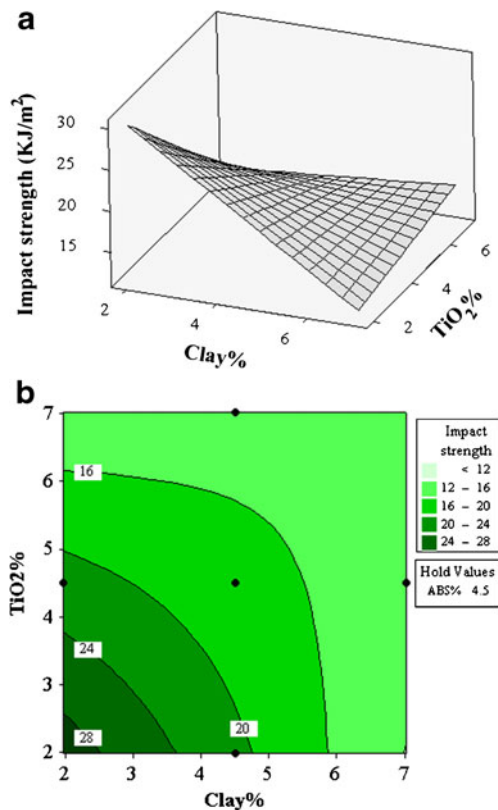 a
Impact strength (KJ/m²)
30
25
20
15
2
4
6
Clay%
2
4
6
TiO₂%
b
7
6
5
4
3
2
TiO2%
16
24
28
20
2 3 4 5 6 7
Clay%
Impact
strength
< 12
12 – 16
16 – 20
20 – 24
24 – 28
Hold Values
ABS% 4.5